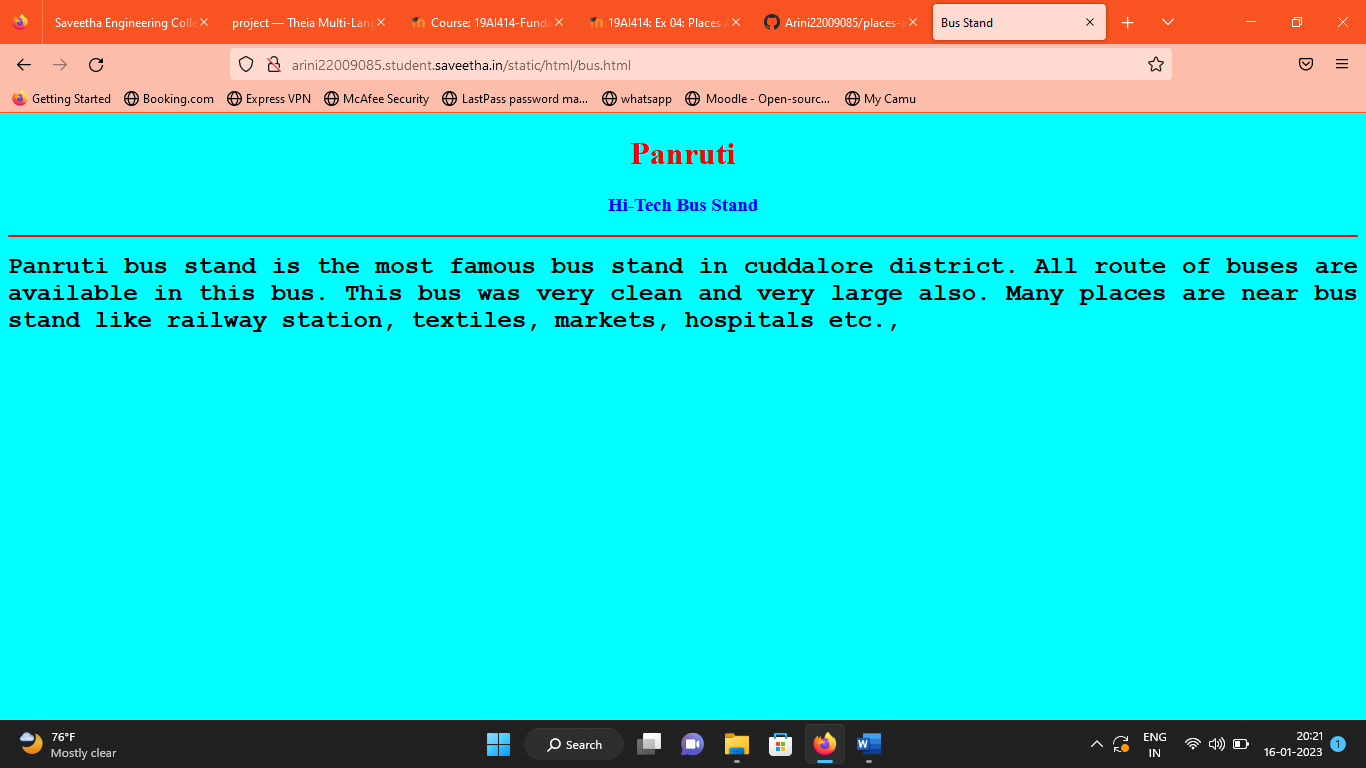 Saveetha Engineering Coll
project — Theia Multi-Lang
Course: 19AI414-Funda
19AI414: Ex 04: Places A
Arini22009085/places-a
Bus Stand
arini22009085.student.saveetha.in/static/html/bus.html
Getting Started
Booking.com
Express VPN
McAfee Security
LastPass password ma...
whatsapp
Moodle - Open-sourc...
My Camu
Panruti
Hi-Tech Bus Stand
Panruti bus stand is the most famous bus stand in cuddalore district. All route of buses are
available in this bus. This bus was very clean and very large also. Many places are near bus
stand like railway station, textiles, markets, hospitals etc.,
76°F
Mostly clear
Search
ENG
IN
20:21
16-01-2023
1